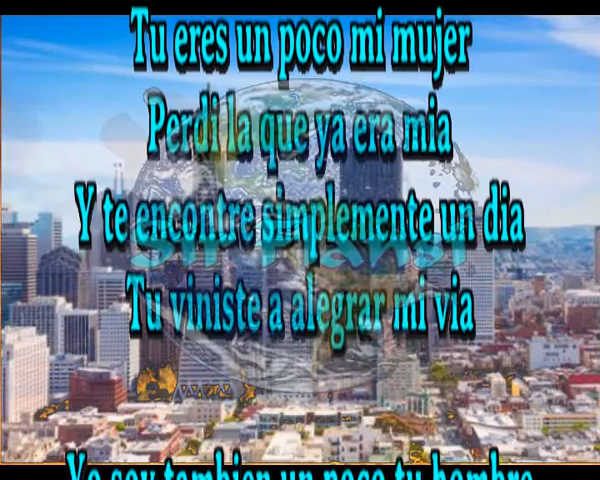 Tu eres un poco mi mujer
Perdi la que ya era mia
Y te encontre simplemente un dia
Tu viniste a alegrar mi via
Yo soy tambien un poco tu hombre